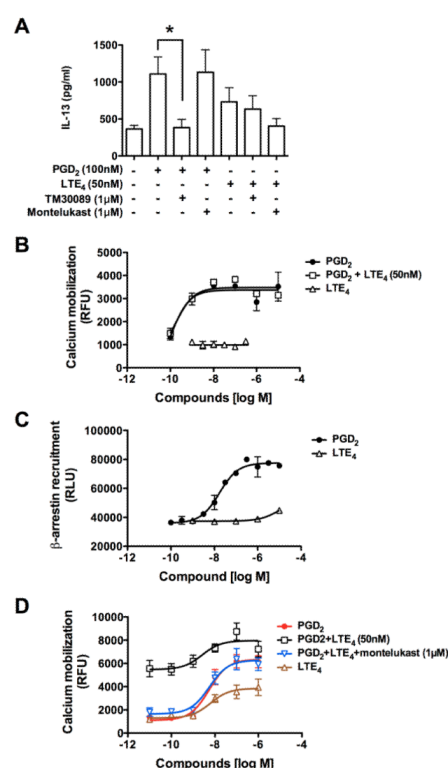 A
*
IL-13 (pg/ml)
1500
1000
500
0
PGD2 (100nM) - + + + - - -
LTE4 (50nM) - - - - + + +
TM30089 (1µM) - - + - - + -
Montelukast (1µM) - - - + - - +
B
Calcium mobilization
(RFU)
5000
4000
3000
2000
1000
0
-12 -10 -8 -6 -4
Compounds [log M]
PGD2
PGD2 + LTE4 (50nM)
LTE4
C
β-arrestin recruitment
(RLU)
100000
80000
60000
40000
20000
-12 -10 -8 -6 -4
Compound [log M]
PGD2
LTE4
D
Calcium mobilization
(RFU)
10000
8000
6000
4000
2000
0
-12 -10 -8 -6 -4
Compounds [log M]
PGD2
PGD2+LTE4 (50nM)
PGD2+LTE4+montelukast (1µM)
LTE4